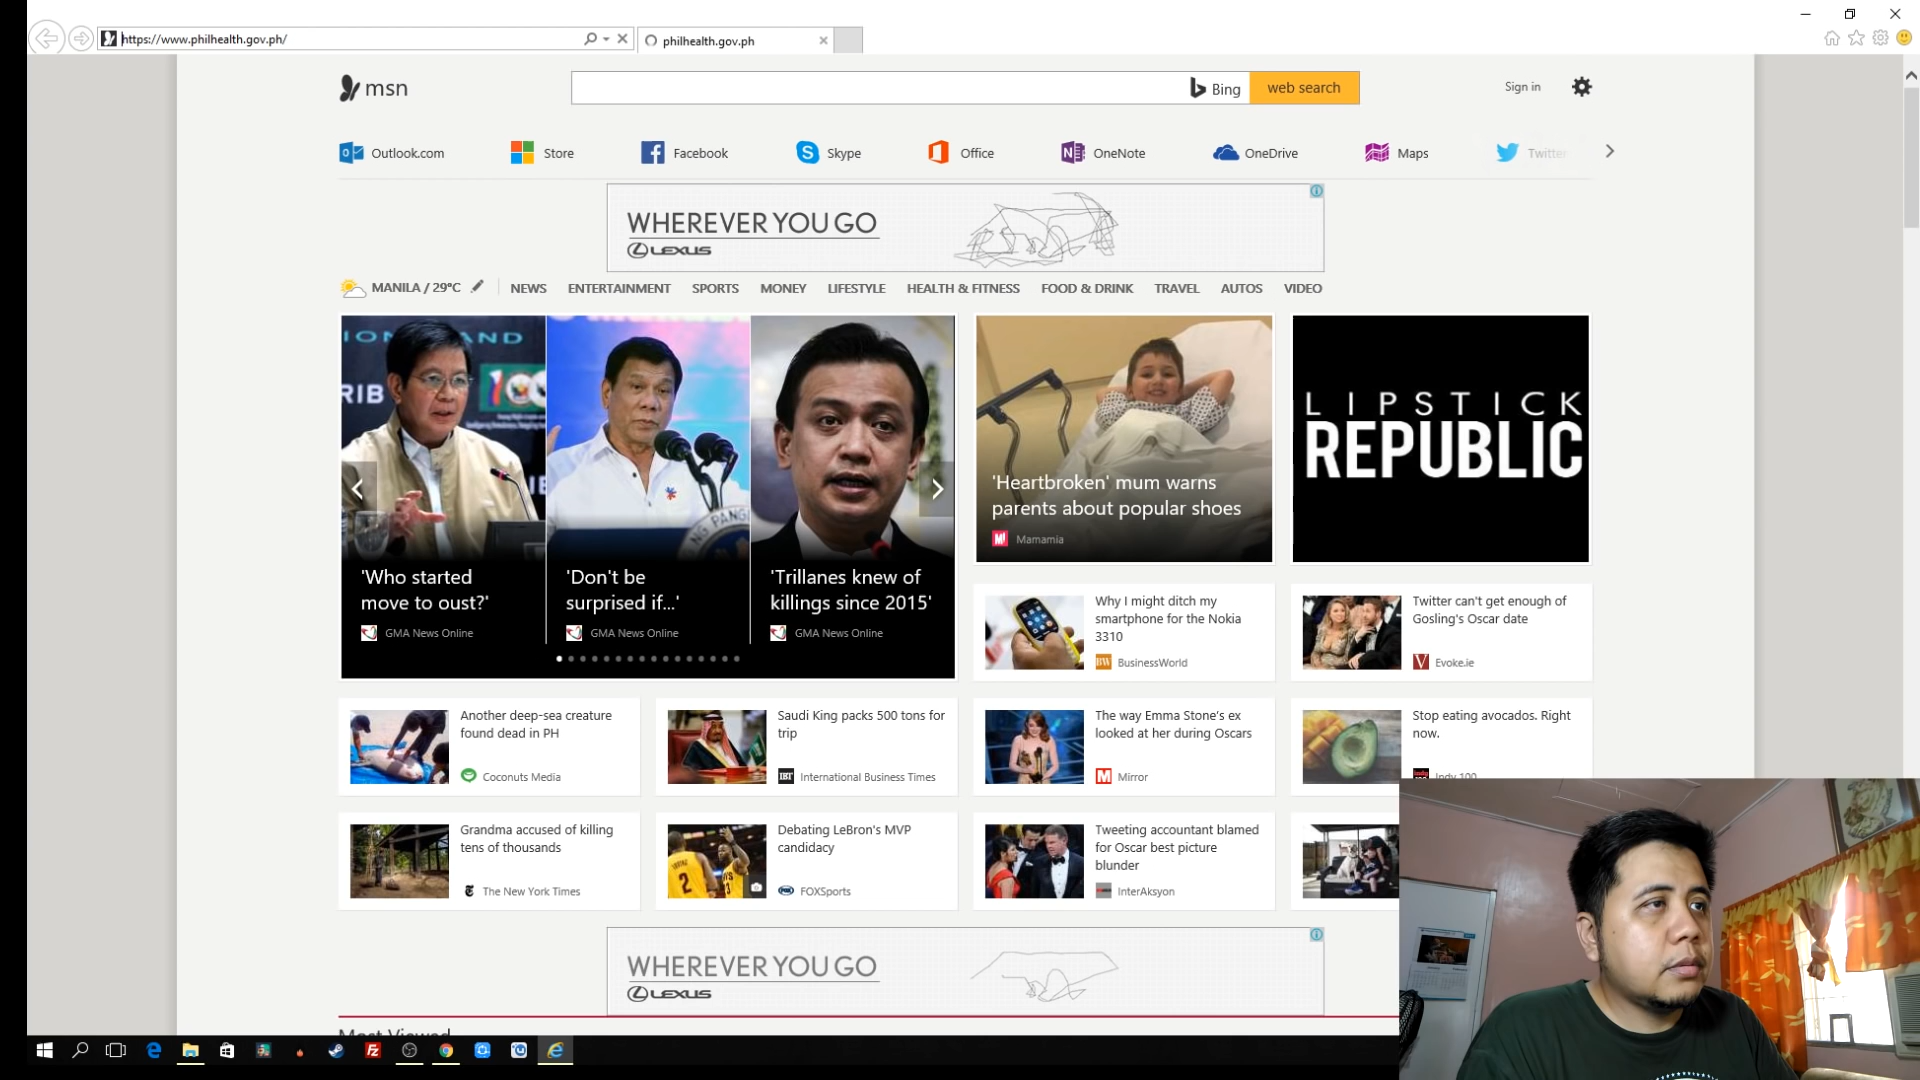 https://www.philhealth.gov.ph/
philhealth.gov.ph
msn
Bing
web search
Sign in
Outlook.com
Store
Facebook
Skype
Office
OneNote
OneDrive
Maps
Twitter
WHEREVER YOU GO
LEXUS
MANILA / 29°C
NEWS
ENTERTAINMENT
SPORTS
MONEY
LIFESTYLE
HEALTH & FITNESS
FOOD & DRINK
TRAVEL
AUTOS
VIDEO
'Who started
move to oust?'
GMA News Online
'Don't be
surprised if...'
GMA News Online
'Trillanes knew of
killings since 2015'
GMA News Online
'Heartbroken' mum warns
parents about popular shoes
Mamamia
LIPSTICK
REPUBLIC
Why I might ditch my
smartphone for the Nokia
3310
BusinessWorld
Twitter can't get enough of
Gosling's Oscar date
Evoke.ie
Another deep-sea creature
found dead in PH
Coconuts Media
Saudi King packs 500 tons for
trip
IBT International Business Times
The way Emma Stone's ex
looked at her during Oscars
Mirror
Stop eating avocados. Right
now.
Indy 100
Grandma accused of killing
tens of thousands
The New York Times
Debating LeBron's MVP
candidacy
FOXSports
Tweeting accountant blamed
for Oscar best picture
blunder
InterAksyon
WHEREVER YOU GO
LEXUS
Most Viewed